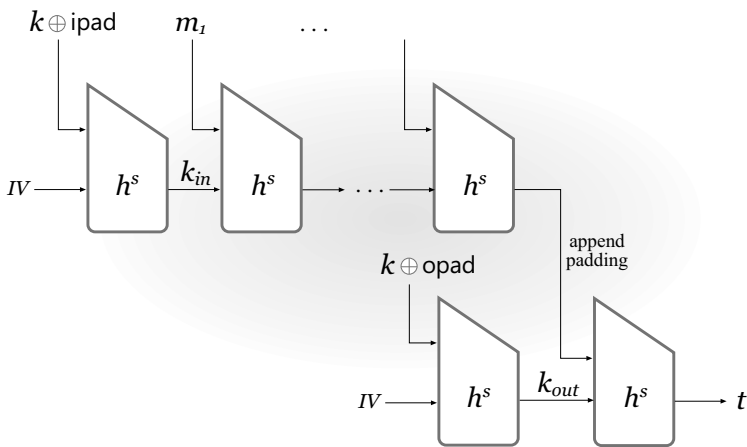 k ⊕ ipad
m₁
. . .
IV
hˢ
k_in
hˢ
. . .
hˢ
append
padding
k ⊕ opad
IV
hˢ
k_out
hˢ
t